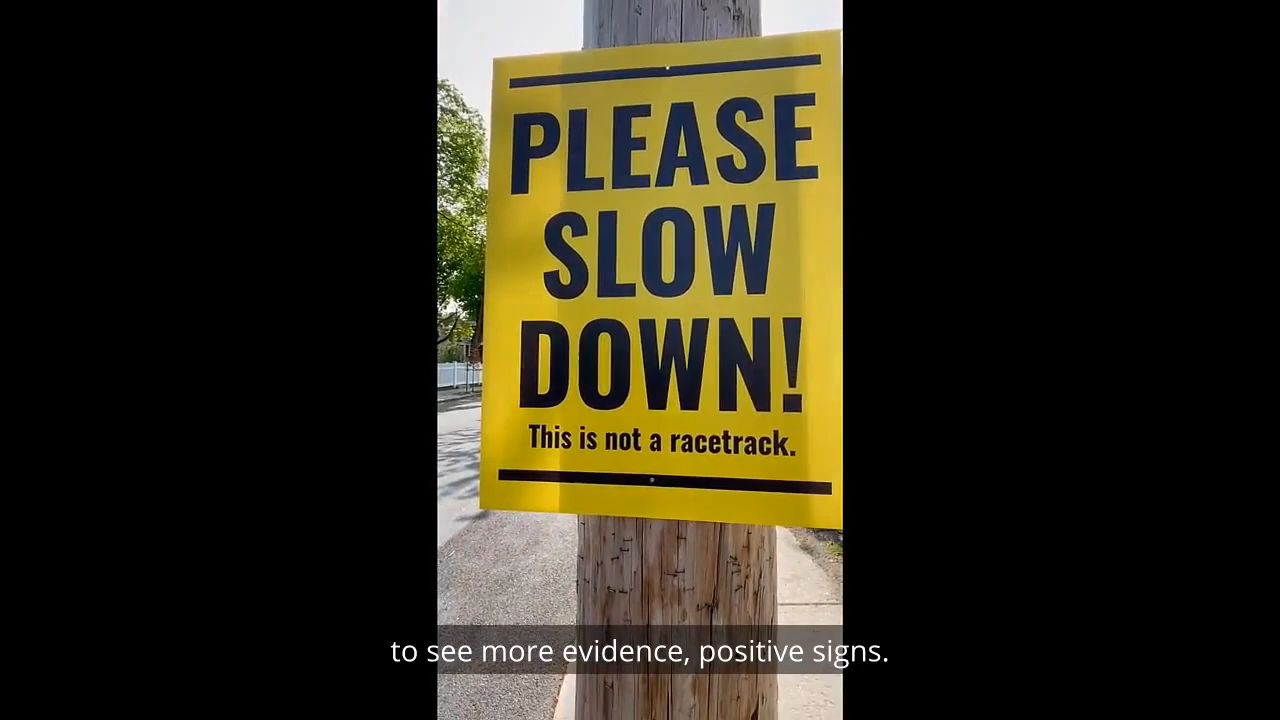 PLEASE
SLOW
DOWN!
This is not a racetrack.
to see more evidence, positive signs.